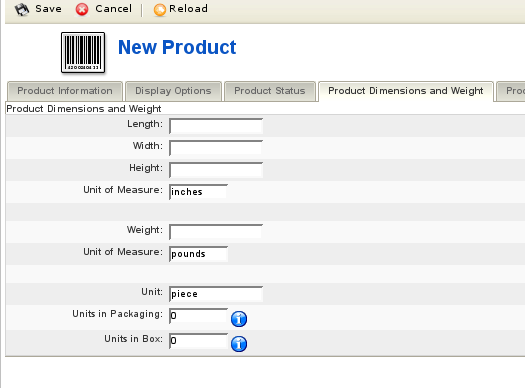 Save Cancel Reload
New Product
Product Information Display Options Product Status Product Dimensions and Weight Proc
Product Dimensions and Weight
Length:
Width:
Height:
Unit of Measure: inches
Weight:
Unit of Measure: pounds
Unit: piece
Units in Packaging: 0
Units in Box: 0